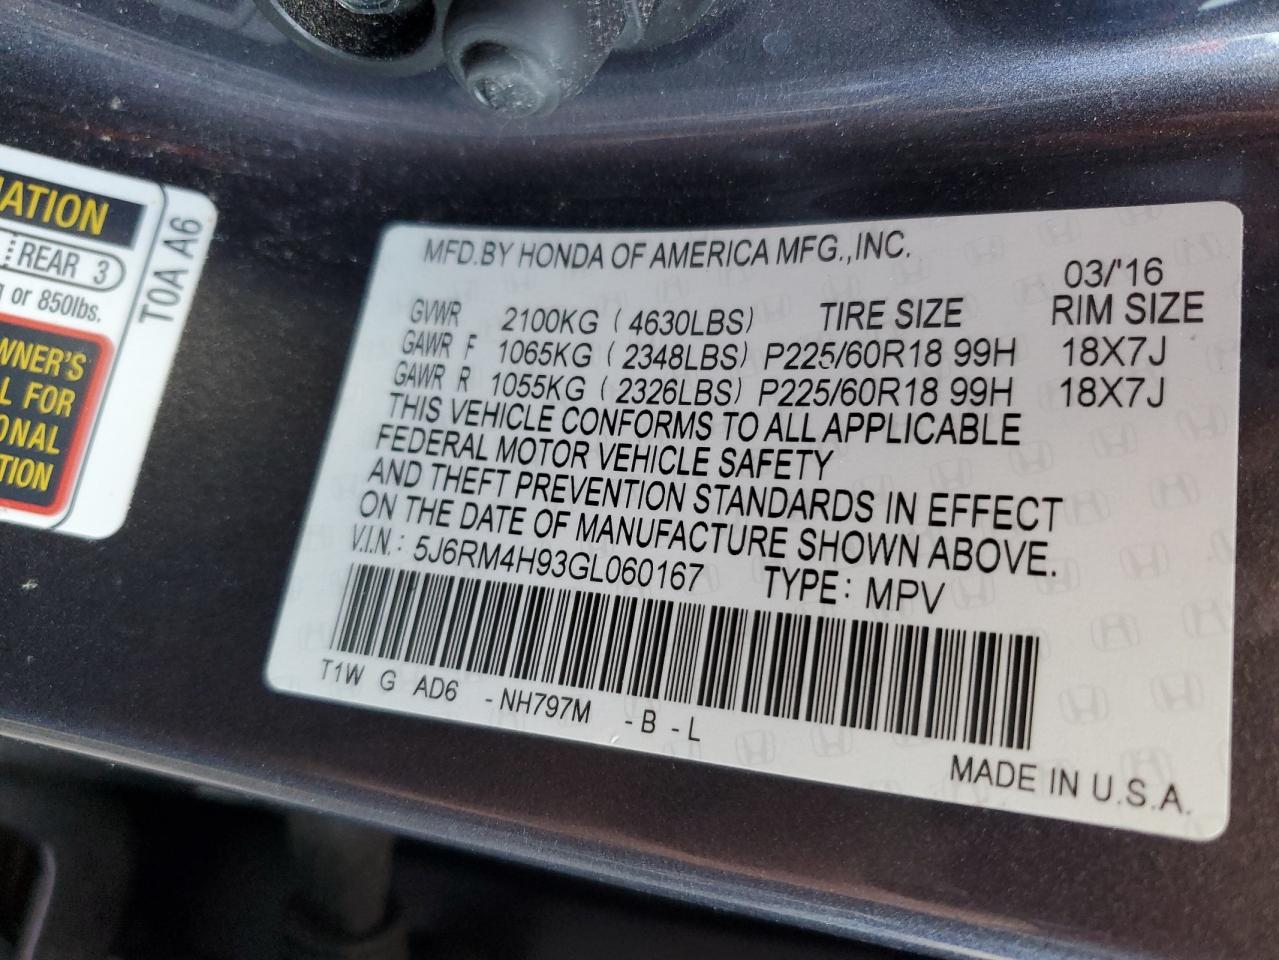 ATION
REAR 3
or 850lbs.
WNER'S
L FOR
ONAL
TION
T0A A6
MFD.BY HONDA OF AMERICA MFG.,INC.
03/'16
GVWR 2100KG (4630LBS) TIRE SIZE RIM SIZE
GAWR F 1065KG (2348LBS) P225/60R18 99H 18X7J
GAWR R 1055KG (2326LBS) P225/60R18 99H 18X7J
THIS VEHICLE CONFORMS TO ALL APPLICABLE
FEDERAL MOTOR VEHICLE SAFETY
AND THEFT PREVENTION STANDARDS IN EFFECT
ON THE DATE OF MANUFACTURE SHOWN ABOVE.
V.I.N.: 5J6RM4H93GL060167 TYPE: MPV
T1W G AD6 -NH797M -B -L
MADE IN U.S.A.